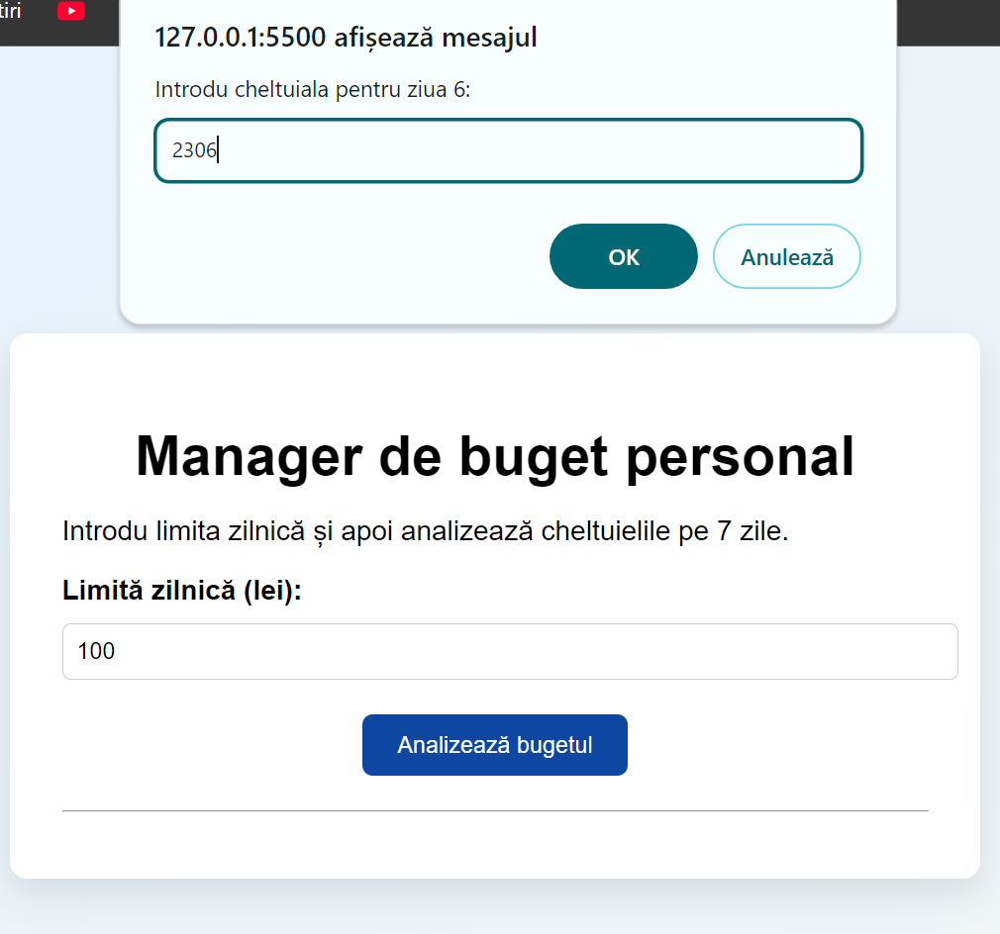 tiri
127.0.0.1:5500 afișează mesajul
Introdu cheltuiala pentru ziua 6:
2306
OK
Anulează
Manager de buget personal
Introdu limita zilnică și apoi analizează cheltuielile pe 7 zile.
Limită zilnică (lei):
100
Analizează bugetul